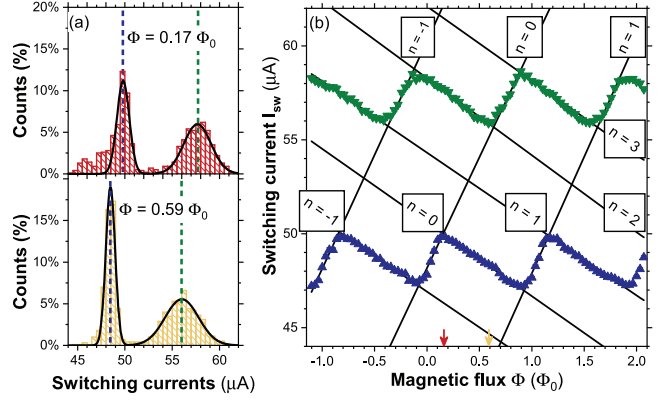 (a)
Φ = 0.17 Φ0
20%
15%
10%
5%
0%
Counts (%)
Φ = 0.59 Φ0
15%
10%
5%
0%
Counts (%)
45 50 55 60
Switching currents (μA)
(b)
60
55
50
45
Switching current Isw (μA)
n = -1
n = 0
n = 1
n = 3
n = -1
n = 0
n = 1
n = 2
-1.0 -0.5 0.0 0.5 1.0 1.5 2.0
Magnetic flux Φ (Φ0)